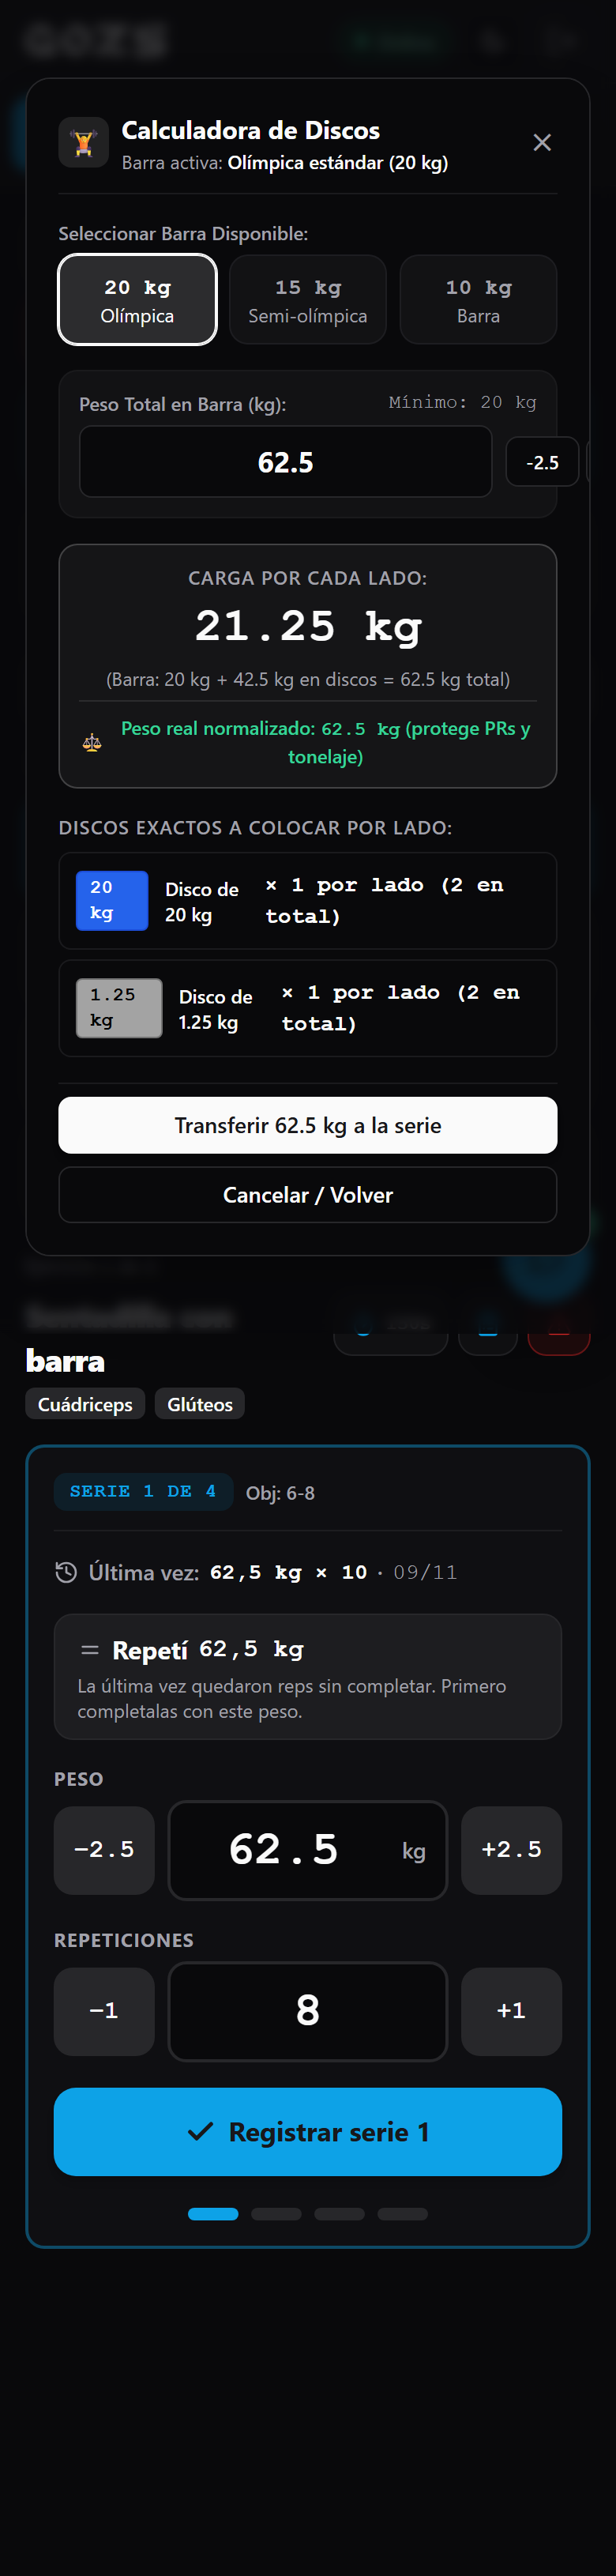 Calculadora de Discos
Barra activa: Olímpica estándar (20 kg)
Seleccionar Barra Disponible:
20 kg
Olímpica
15 kg
Semi-olímpica
10 kg
Barra
Peso Total en Barra (kg):
Mínimo: 20 kg
62.5
-2.5
CARGA POR CADA LADO:
21.25 kg
(Barra: 20 kg + 42.5 kg en discos = 62.5 kg total)
Peso real normalizado: 62.5 kg (protege PRs y
tonelaje)
DISCOS EXACTOS A COLOCAR POR LADO:
20
kg
Disco de
20 kg
× 1 por lado (2 en
total)
1.25
kg
Disco de
1.25 kg
× 1 por lado (2 en
total)
Transferir 62.5 kg a la serie
Cancelar / Volver
barra
Cuádriceps
Glúteos
SERIE 1 DE 4
Obj: 6-8
Última vez: 62,5 kg × 10 · 09/11
= Repetí 62,5 kg
La última vez quedaron reps sin completar. Primero
completalas con este peso.
PESO
−2.5
62.5
kg
+2.5
REPETICIONES
−1
8
+1
Registrar serie 1